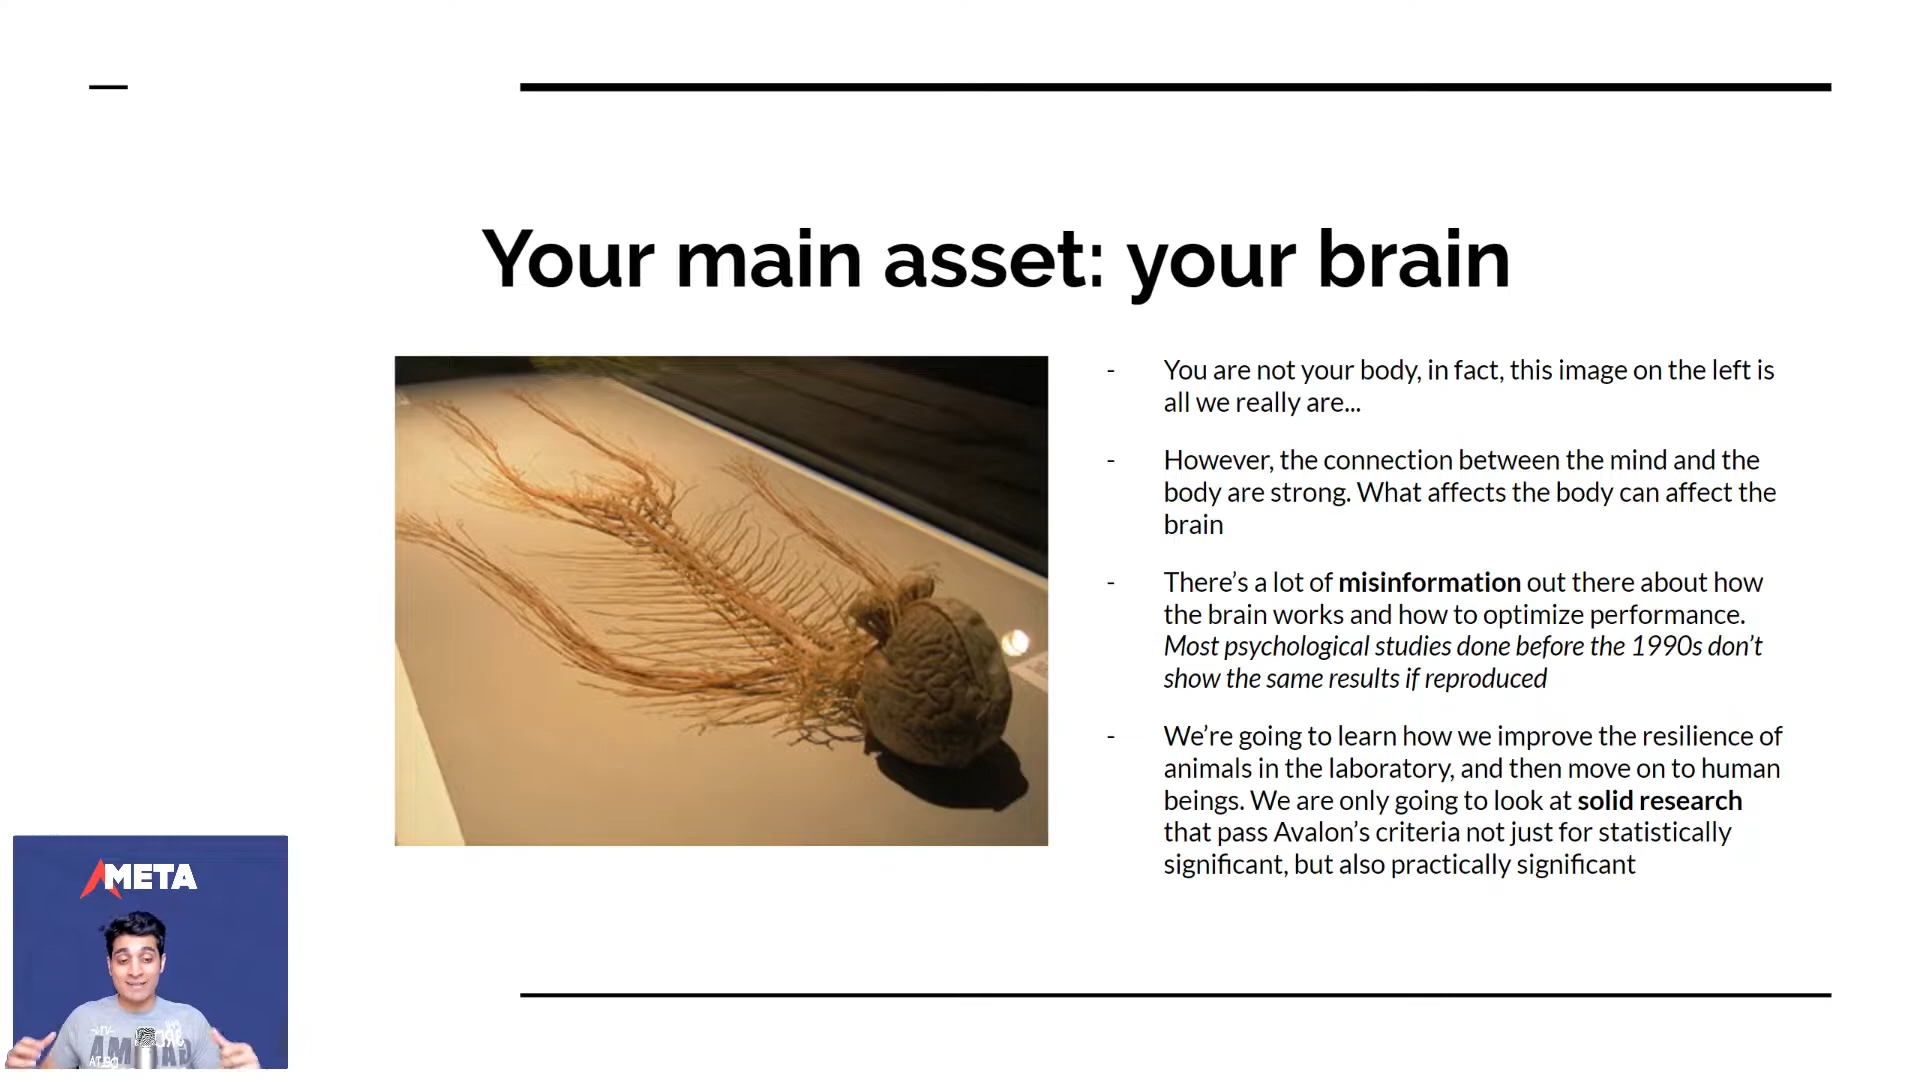 Your main asset: your brain
- You are not your body, in fact, this image on the left is
all we really are...
- However, the connection between the mind and the
body are strong. What affects the body can affect the
brain
- There’s a lot of misinformation out there about how
the brain works and how to optimize performance.
Most psychological studies done before the 1990s don’t
show the same results if reproduced
- We’re going to learn how we improve the resilience of
animals in the laboratory, and then move on to human
beings. We are only going to look at solid research
that pass Avalon’s criteria not just for statistically
significant, but also practically significant
META